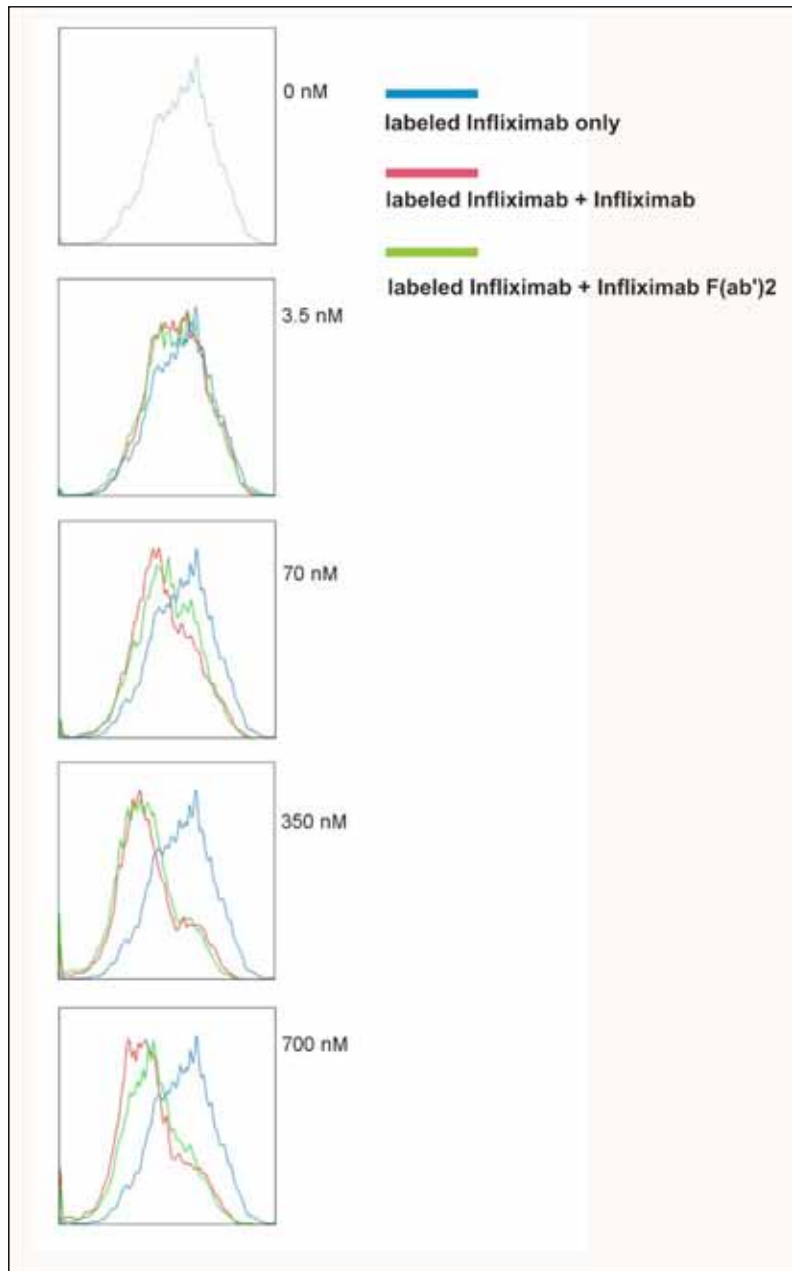 0 nM
labeled Infliximab only
labeled Infliximab + Infliximab
labeled Infliximab + Infliximab F(ab')2
3.5 nM
70 nM
350 nM
700 nM